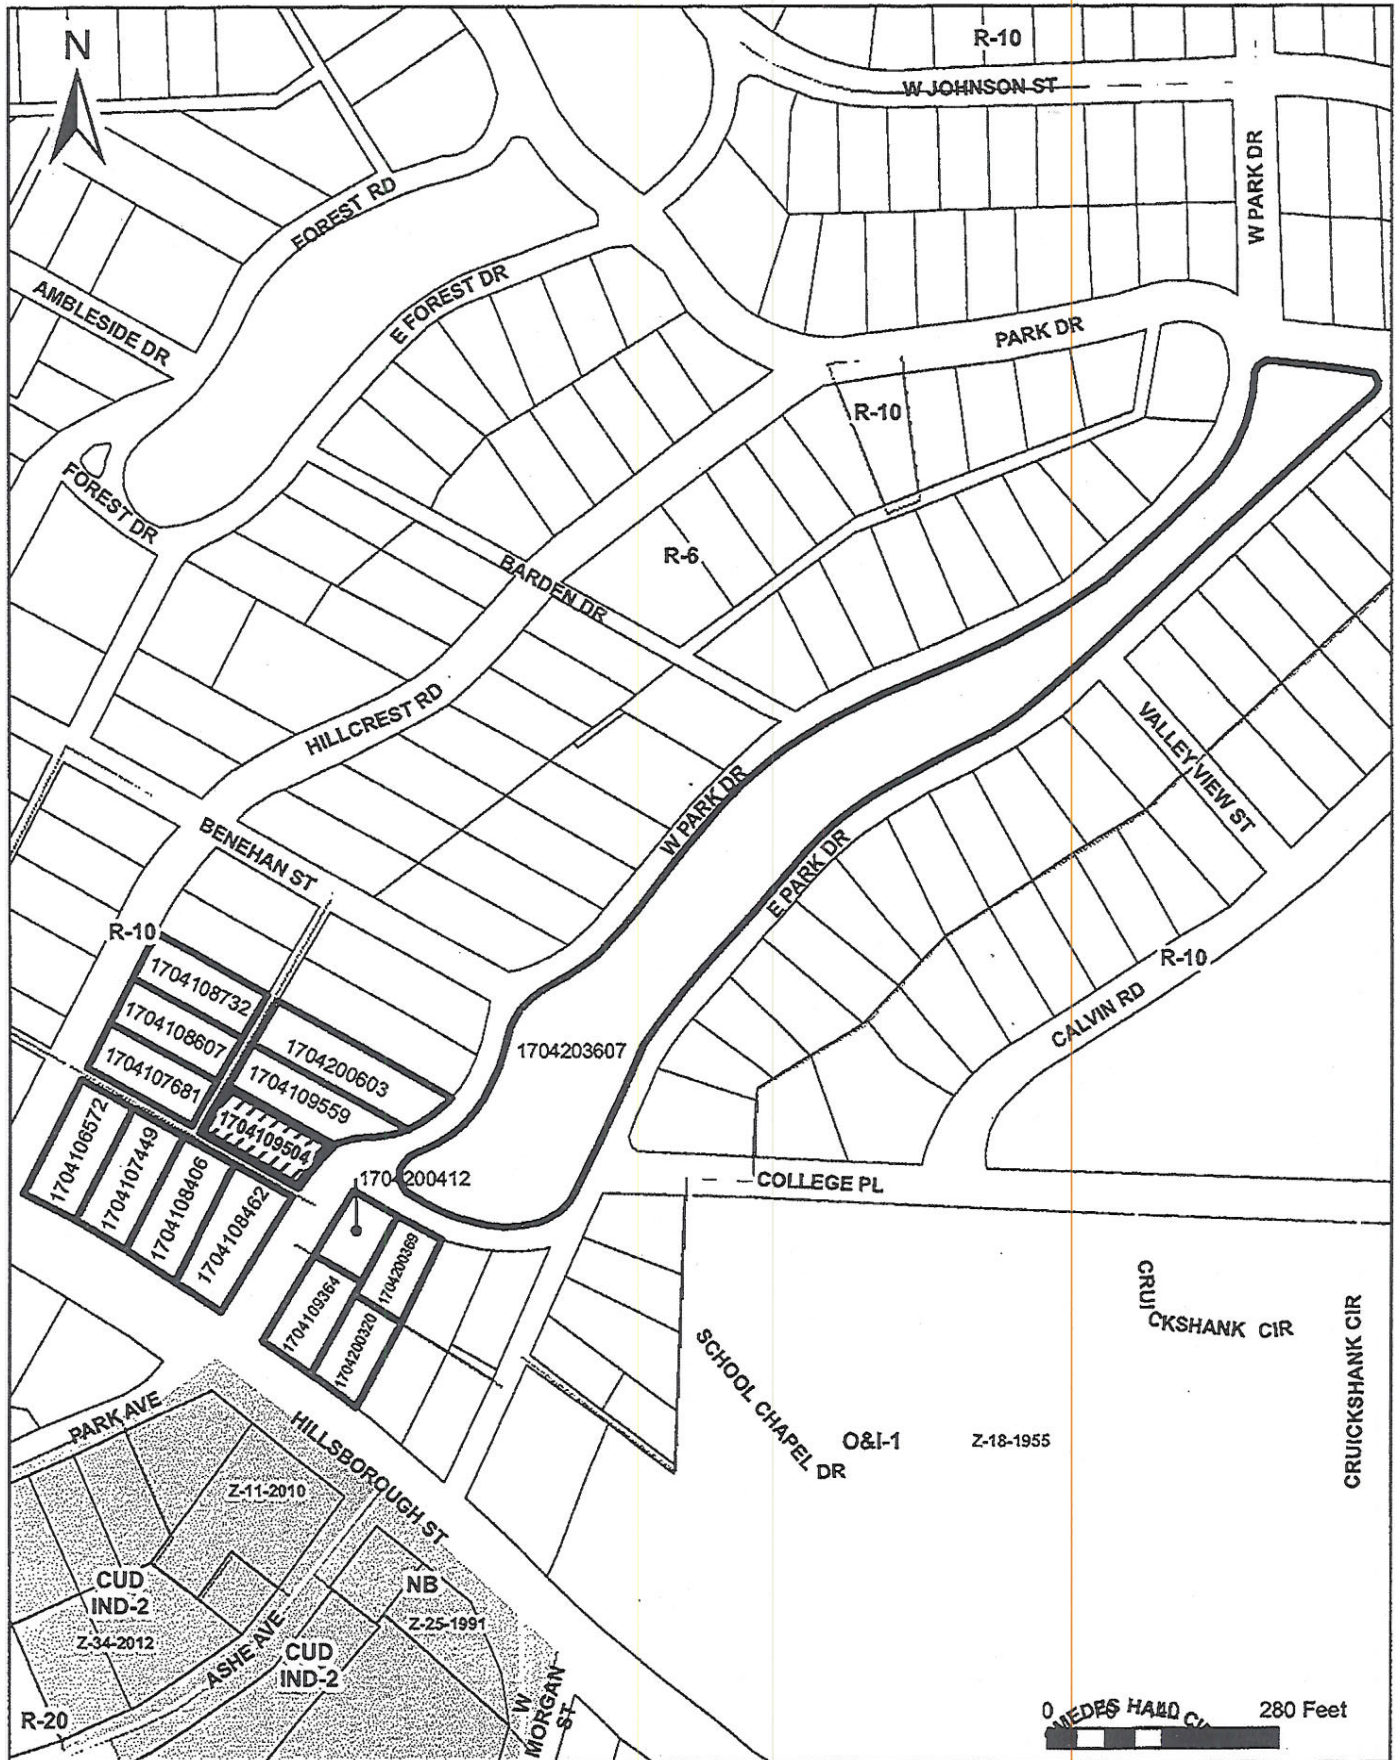 N
R-10
W JOHNSON ST
W PARK DR
FOREST RD
E FOREST DR
AMBLESIDE DR
PARK DR
R-10
FOREST DR
R-6
BARDEN DR
HILLCREST RD
VALLEY VIEW ST
W PARK DR
BENEHAN ST
E PARK DR
R-10
R-10
CALVIN RD
1704108732
1704108607
1704107681
1704200603
1704109559
1704109504
1704203607
1704106572
1704107449
1704108406
1704108462
1704200412
COLLEGE PL
1704200369
1704109364
1704200320
CRUICKSHANK CIR
CRUICKSHANK CIR
SCHOOL CHAPEL DR
O&I-1
Z-18-1955
PARK AVE
HILLSBOROUGH ST
Z-11-2010
CUD
IND-2
Z-34-2012
NB
Z-25-1991
ASHE AVE
CUD
IND-2
W
MORGAN
ST
R-20
0
280 Feet